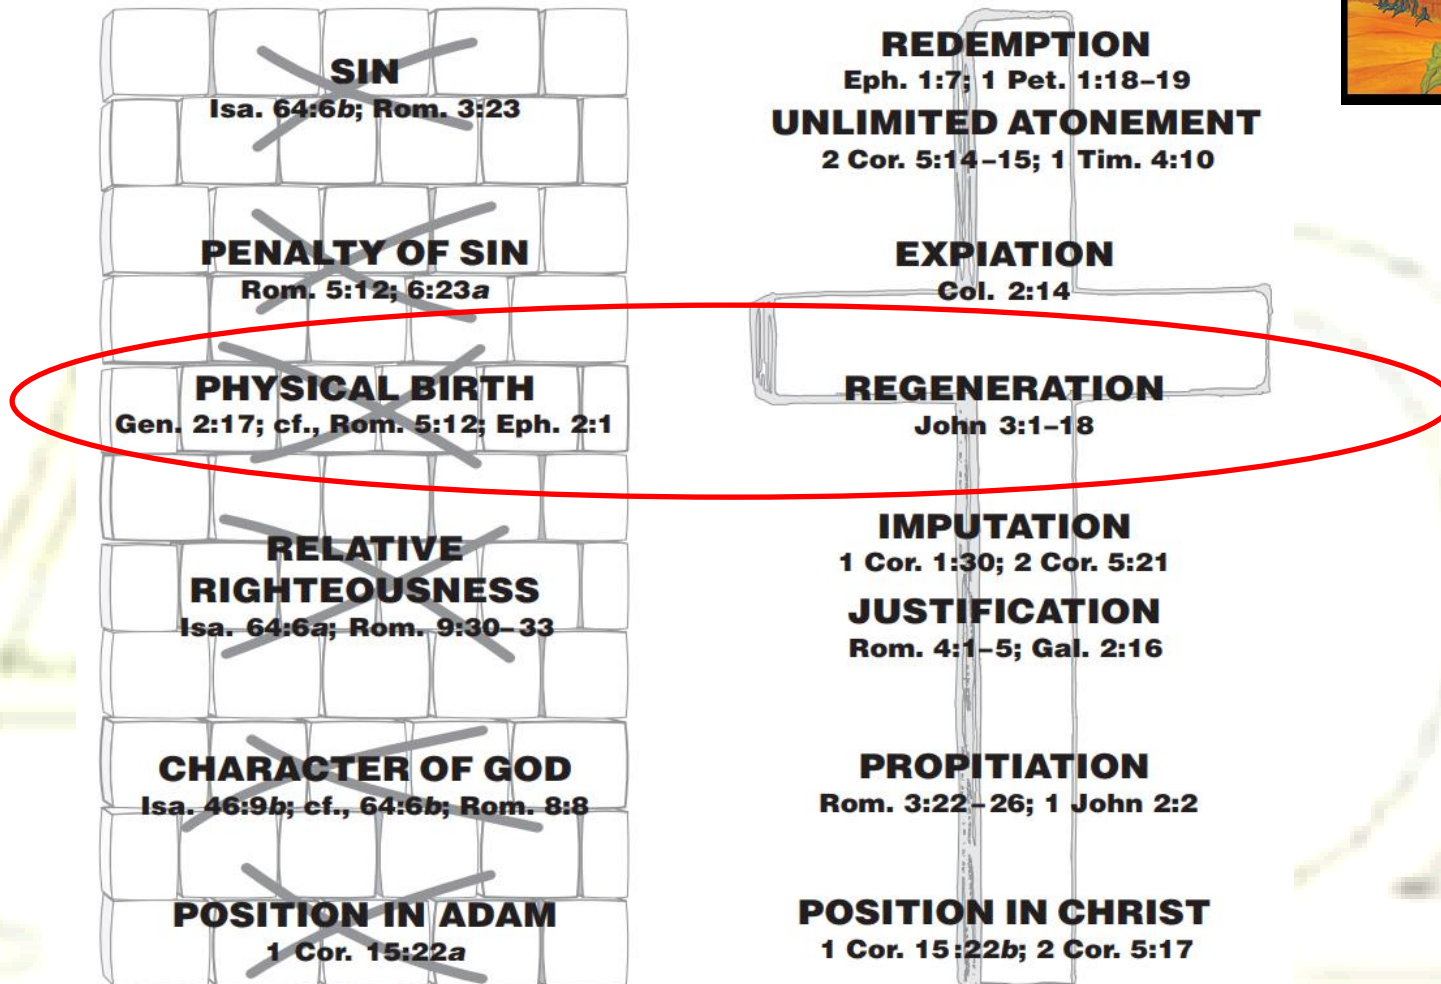 SIN
Isa. 64:6b; Rom. 3:23
PENALTY OF SIN
Rom. 5:12; 6:23a
PHYSICAL BIRTH
Gen. 2:17; cf., Rom. 5:12; Eph. 2:1
RELATIVE
RIGHTEOUSNESS
Isa. 64:6a; Rom. 9:30–33
CHARACTER OF GOD
Isa. 46:9b; cf., 64:6b; Rom. 8:8
POSITION IN ADAM
1 Cor. 15:22a
REDEMPTION
Eph. 1:7; 1 Pet. 1:18–19
UNLIMITED ATONEMENT
2 Cor. 5:14–15; 1 Tim. 4:10
EXPIATION
Col. 2:14
REGENERATION
John 3:1–18
IMPUTATION
1 Cor. 1:30; 2 Cor. 5:21
JUSTIFICATION
Rom. 4:1–5; Gal. 2:16
PROPITIATION
Rom. 3:22–26; 1 John 2:2
POSITION IN CHRIST
1 Cor. 15:22b; 2 Cor. 5:17